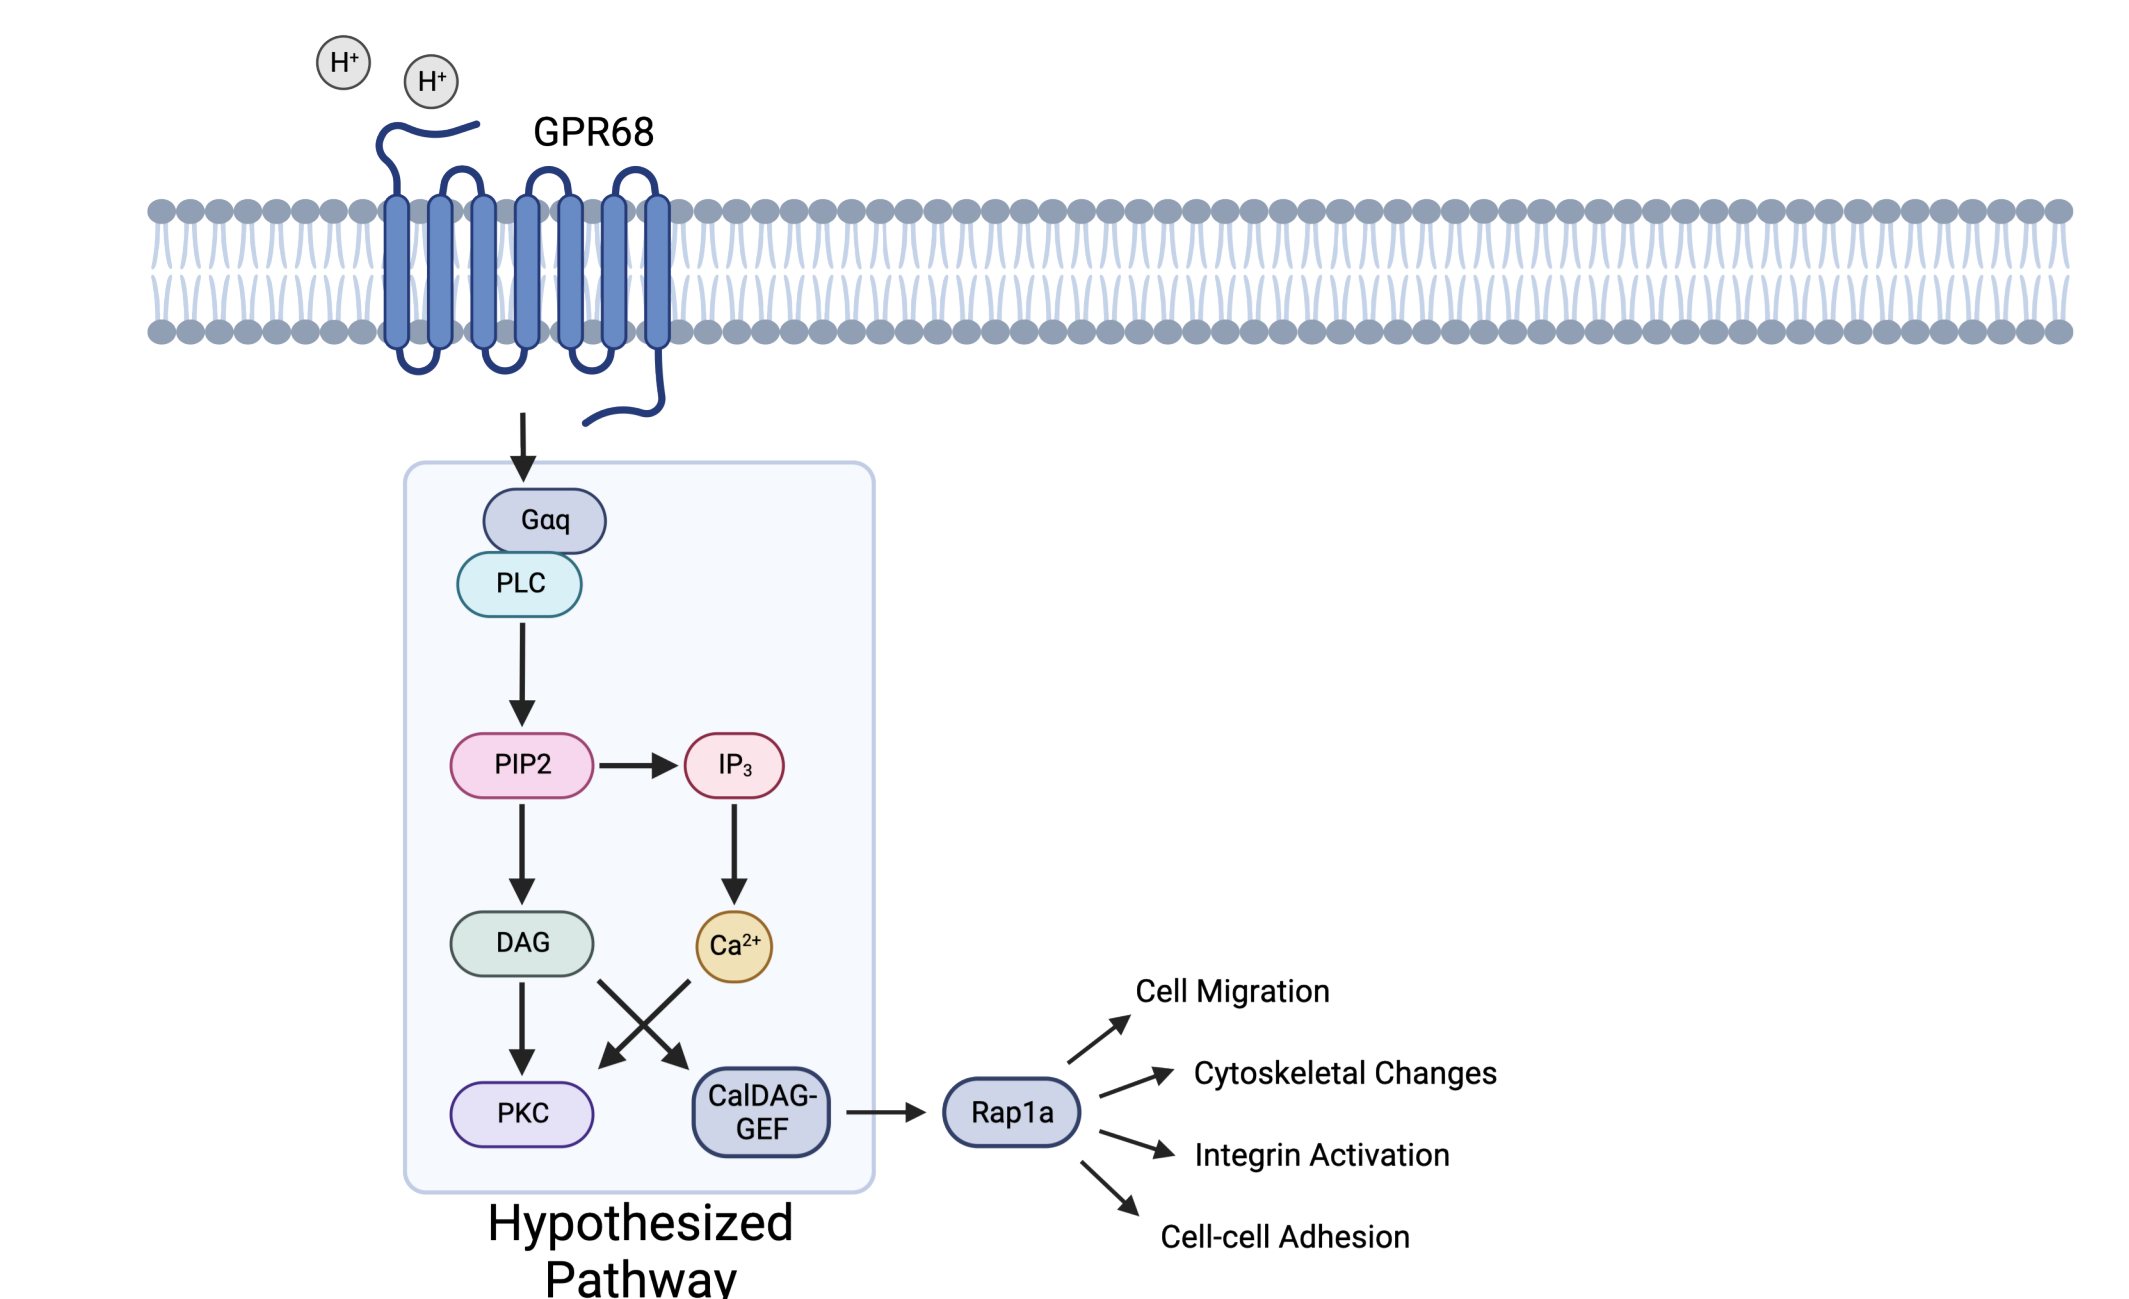 H⁺
H⁺
GPR68
Gαq
PLC
PIP2
IP₃
DAG
Ca²⁺
PKC
CalDAG-
GEF
Rap1a
Cell Migration
Cytoskeletal Changes
Integrin Activation
Cell-cell Adhesion
Hypothesized
Pathway